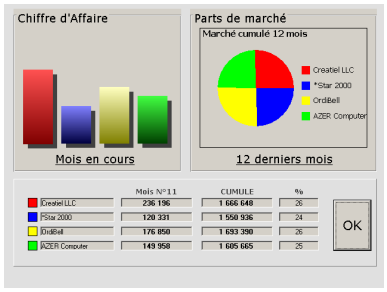 Chiffre d'Affaire
Parts de marché
Marché cumulé 12 mois
Creatiel LLC
*Star 2000
OrdiBell
AZER Computer
Mois en cours
12 derniers mois
Mois N°11 CUMULE %
Creatiel LLC 236 196 1 666 648 26
*Star 2000 120 331 1 550 936 24
OrdiBell 176 850 1 693 390 26
AZER Computer 149 958 1 605 665 25
OK